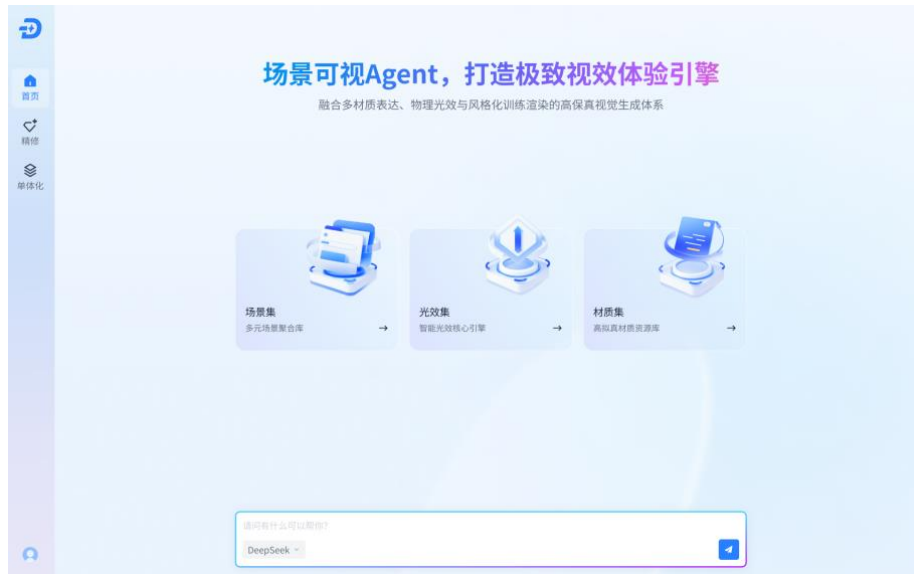 首页
精修
单体化
场景可视Agent，打造极致视效体验引擎
融合多材质表达、物理光效与风格化训练渲染的高保真视觉生成体系
场景集
多元场景聚合库 →
光效集
智能光效核心引擎 →
材质集
高拟真材质资源库 →
请问有什么可以帮你?
DeepSeek